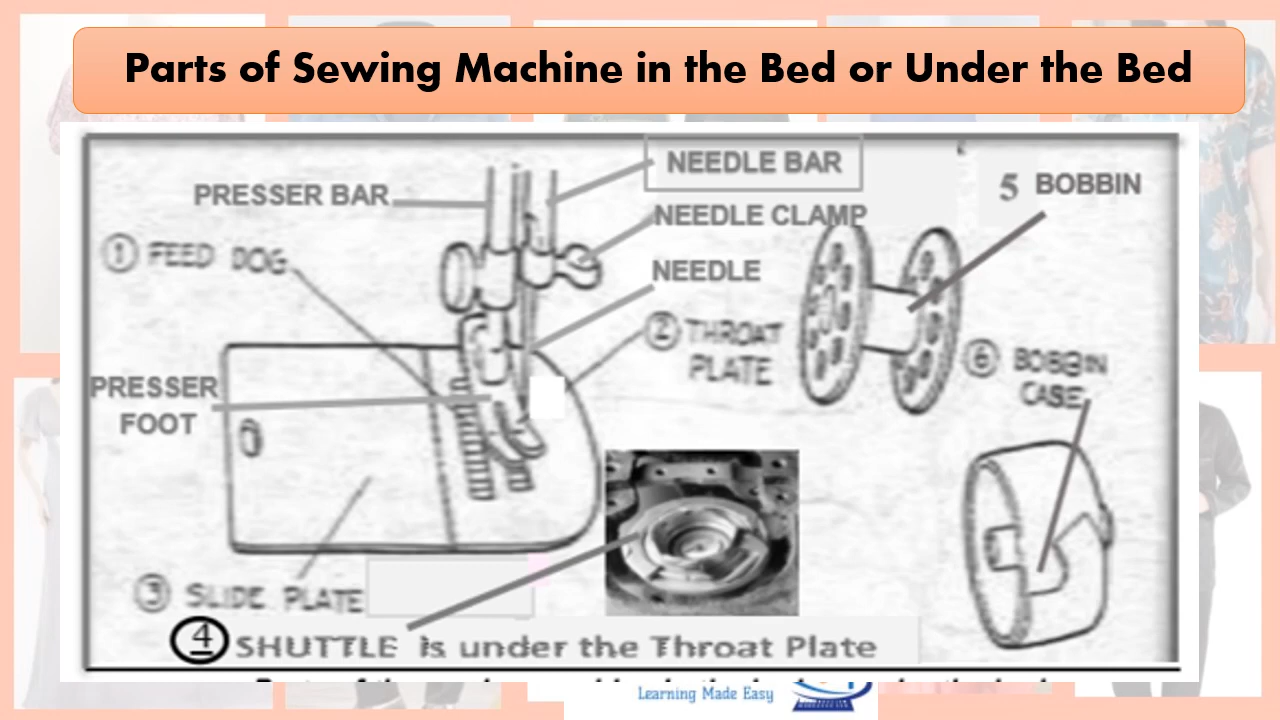 Parts of Sewing Machine in the Bed or Under the Bed
PRESSER BAR
NEEDLE BAR
5 BOBBIN
NEEDLE CLAMP
① FEED DOG
NEEDLE
② THROAT
PLATE
⑥ BOBBIN
CASE
PRESSER
FOOT
③ SLIDE PLATE
4 SHUTTLE is under the Throat Plate
Learning Made Easy